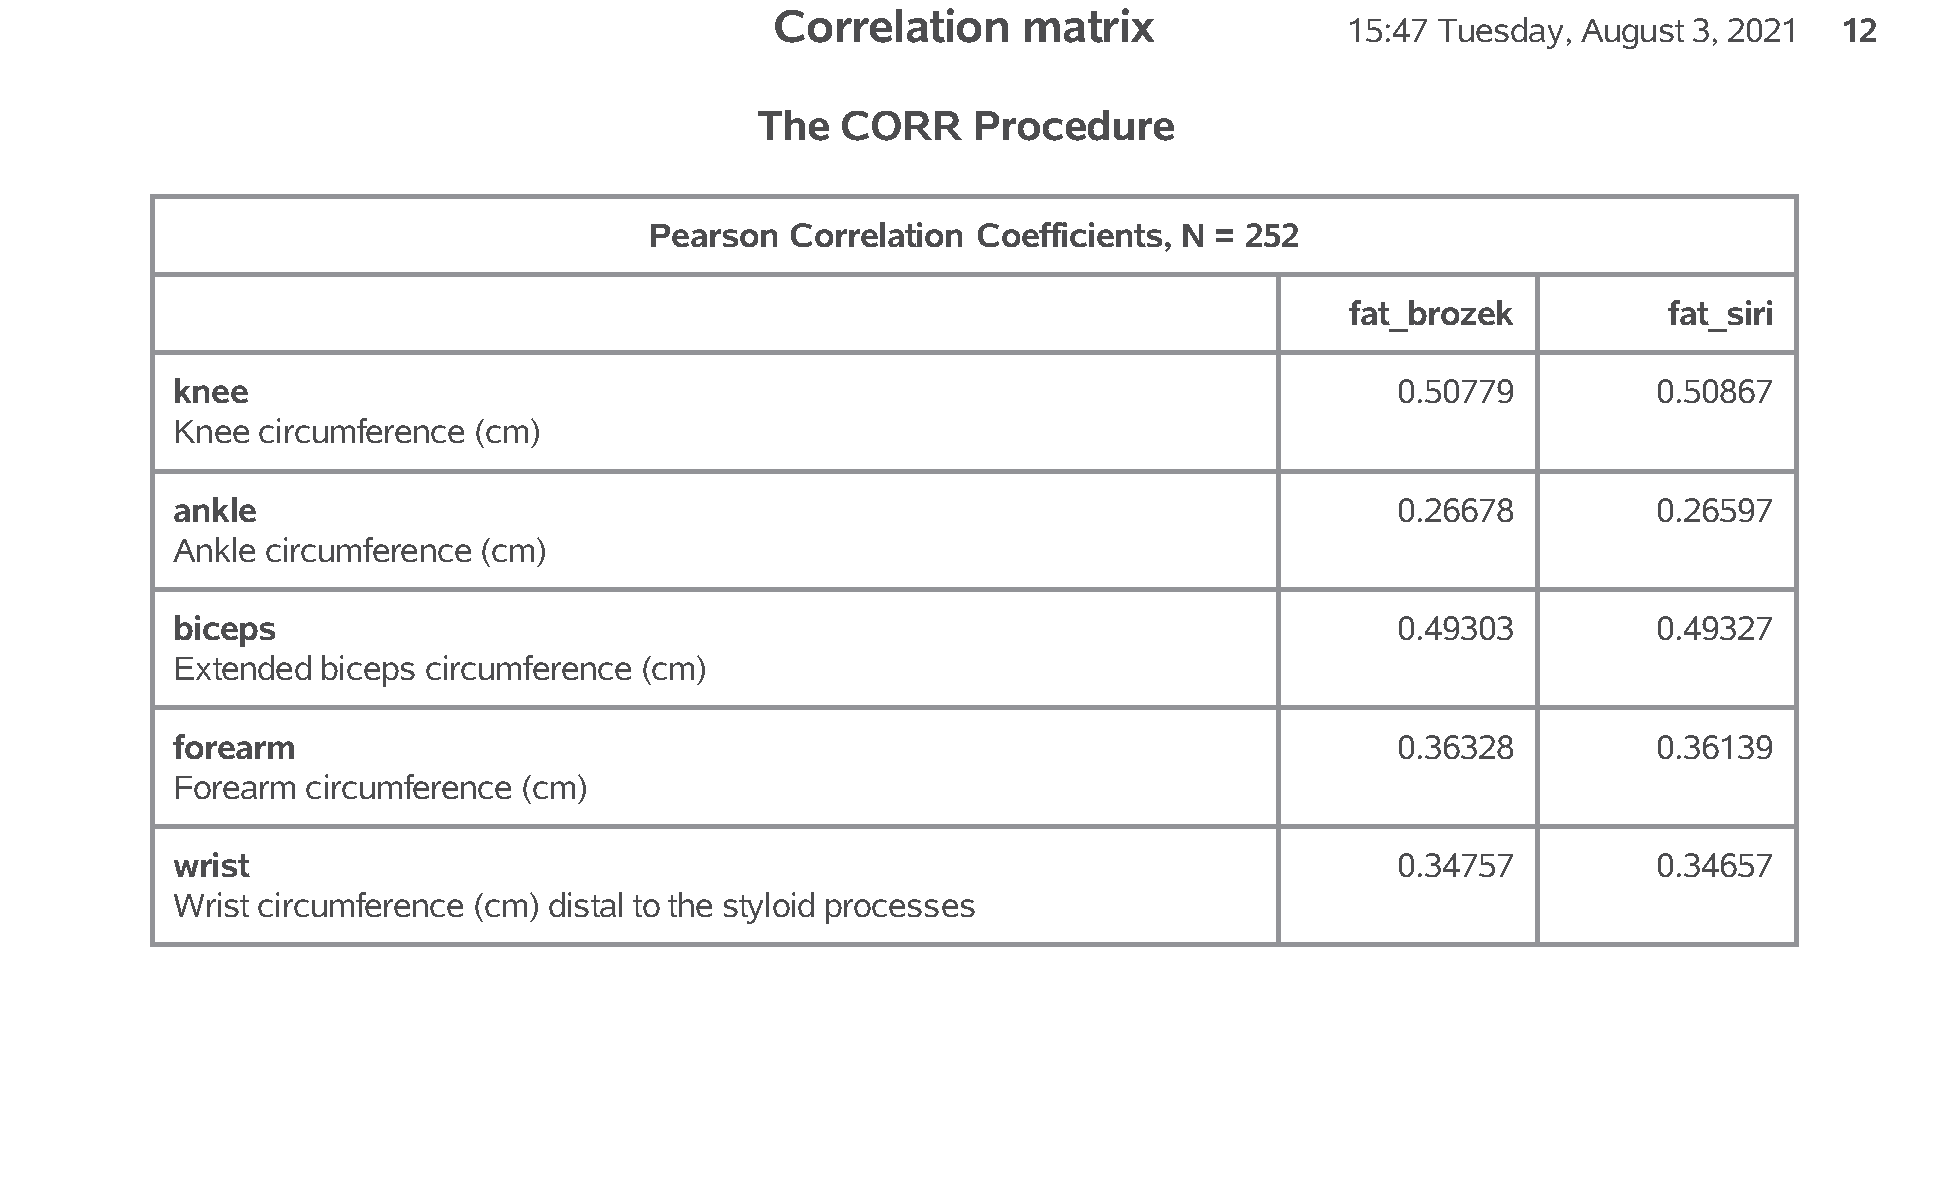 Correlation matrix 15:47 Tuesday, August 3, 2021 12
The CORR Procedure
Pearson Correlation Coefficients, N = 252
fat_brozek fat_siri
knee 0.50779 0.50867
Knee circumference (cm)
ankle 0.26678 0.26597
Ankle circumference (cm)
biceps 0.49303 0.49327
Extended biceps circumference (cm)
forearm 0.36328 0.36139
Forearm circumference (cm)
wrist 0.34757 0.34657
Wrist circumference (cm) distal to the styloid processes